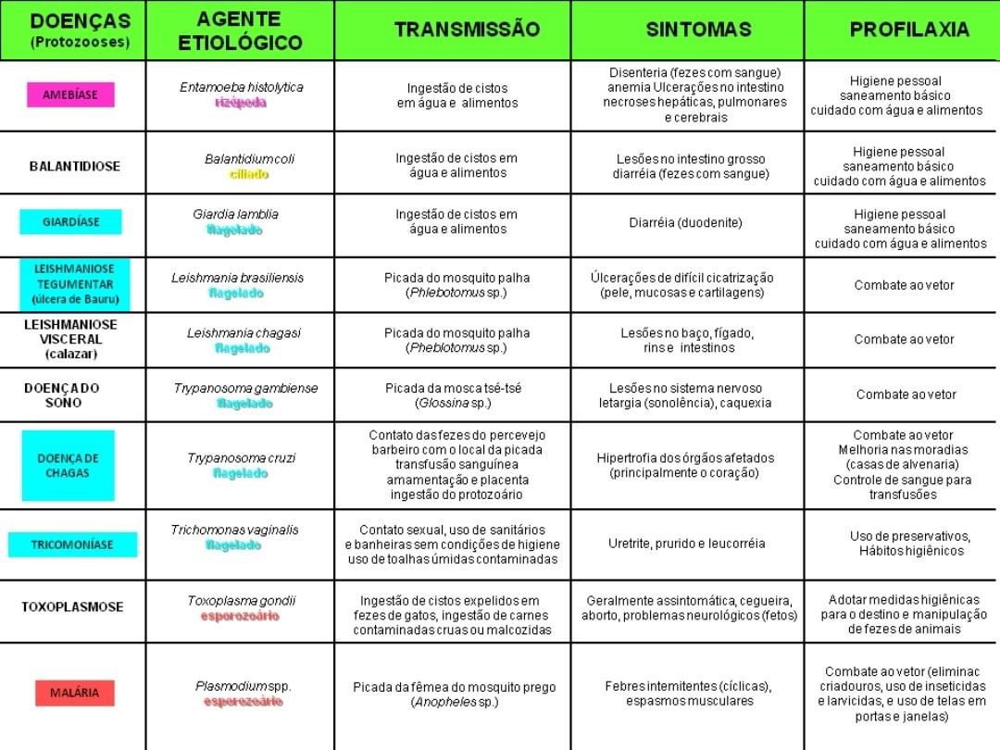 DOENÇAS
(Protozooses)
AGENTE
ETIOLÓGICO
TRANSMISSÃO
SINTOMAS
PROFILAXIA
AMEBÍASE
Entamoeba histolytica
rizópoda
Ingestão de cistos
em água e alimentos
Disenteria (fezes com sangue)
anemia Ulcerações no intestino
necroses hepáticas, pulmonares
e cerebrais
Higiene pessoal
saneamento básico
cuidado com água e alimentos
BALANTIDIOSE
Balantidium coli
ciliado
Ingestão de cistos em
água e alimentos
Lesões no intestino grosso
diarréia (fezes com sangue)
Higiene pessoal
saneamento básico
cuidado com água e alimentos
GIARDÍASE
Giardia lamblia
flagelado
Ingestão de cistos em
água e alimentos
Diarréia (duodenite)
Higiene pessoal
saneamento básico
cuidado com água e alimentos
LEISHMANIOSE
TEGUMENTAR
(úlcera de Bauru)
Leishmania brasiliensis
flagelado
Picada do mosquito palha
(Phlebotomus sp.)
Úlcerações de difícil cicatrização
(pele, mucosas e cartilagens)
Combate ao vetor
LEISHMANIOSE
VISCERAL
(calazar)
Leishmania chagasi
flagelado
Picada do mosquito palha
(Pheblotomus sp.)
Lesões no baço, fígado,
rins e intestinos
Combate ao vetor
DOENÇA DO
SONO
Trypanosoma gambiense
flagelado
Picada da mosca tsé-tsé
(Glossina sp.)
Lesões no sistema nervoso
letargia (sonolência), caquexia
Combate ao vetor
DOENÇA DE
CHAGAS
Trypanosoma cruzi
flagelado
Contato das fezes do percevejo
barbeiro com o local da picada
transfusão sanguínea
amamentação e placenta
ingestão do protozoário
Hipertrofia dos órgãos afetados
(principalmente o coração)
Combate ao vetor
Melhoria nas moradias
(casas de alvenaria)
Controle de sangue para
transfusões
TRICOMONÍASE
Trichomonas vaginalis
flagelado
Contato sexual, uso de sanitários
e banheiras sem condições de higiene
uso de toalhas úmidas contaminadas
Uretrite, prurido e leucorréia
Uso de preservativos,
Hábitos higiênicos
TOXOPLASMOSE
Toxoplasma gondii
esporozoário
Ingestão de cistos expelidos em
fezes de gatos, ingestão de carnes
contaminadas cruas ou malcozidas
Geralmente assintomática, cegueira,
aborto, problemas neurológicos (fetos)
Adotar medidas higiênicas
para o destino e manipulação
de fezes de animais
MALÁRIA
Plasmodium spp.
esporozoário
Picada da fêmea do mosquito prego
(Anopheles sp.)
Febres intemitentes (cíclicas),
espasmos musculares
Combate ao vetor (eliminac
criadouros, uso de inseticidas
e larvicidas, e uso de telas em
portas e janelas)